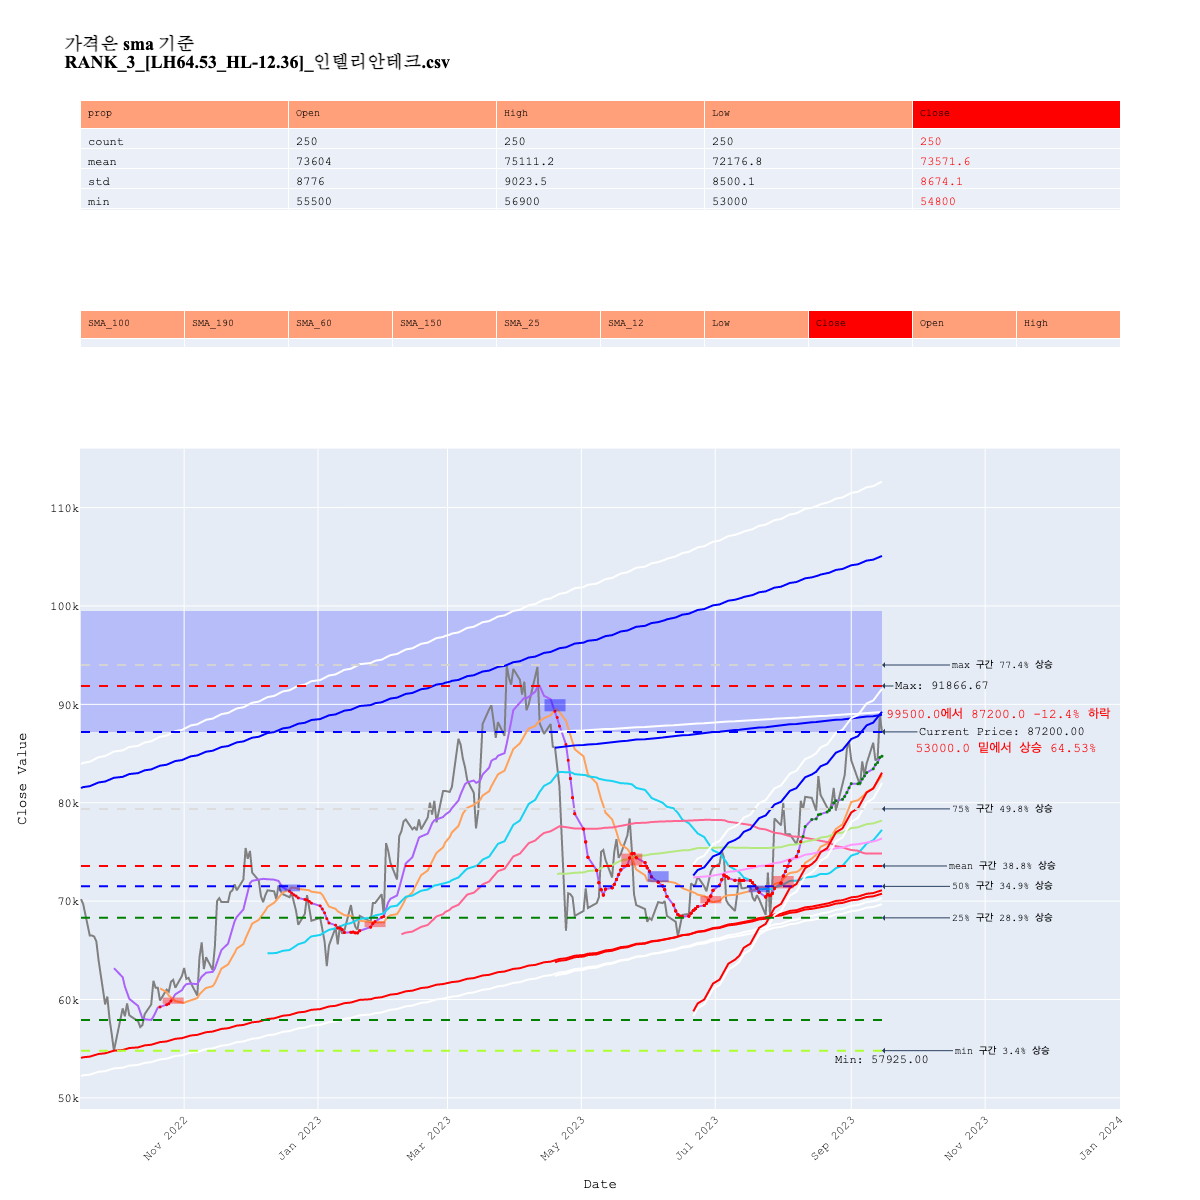 가격은 sma 기준
RANK_3_[LH64.53_HL-12.36]_인텔리안테크.csv
prop Open High Low Close
count 250 250 250 250
mean 73604 75111.2 72176.8 73571.6
std 8776 9023.5 8500.1 8674.1
min 55500 56900 53000 54800
SMA_100 SMA_190 SMA_60 SMA_150 SMA_25 SMA_12 Low Close Open High
110k
100k
max 구간 77.4% 상승
Max: 91866.67
90k
99500.0에서 87200.0 -12.4% 하락
Current Price: 87200.00
53000.0 밑에서 상승 64.53%
Close Value
80k
75% 구간 49.8% 상승
mean 구간 38.8% 상승
50% 구간 34.9% 상승
70k
25% 구간 28.9% 상승
60k
min 구간 3.4% 상승
Min: 57925.00
50k
Nov 2022 Jan 2023 Mar 2023 May 2023 Jul 2023 Sep 2023 Nov 2023 Jan 2024
Date